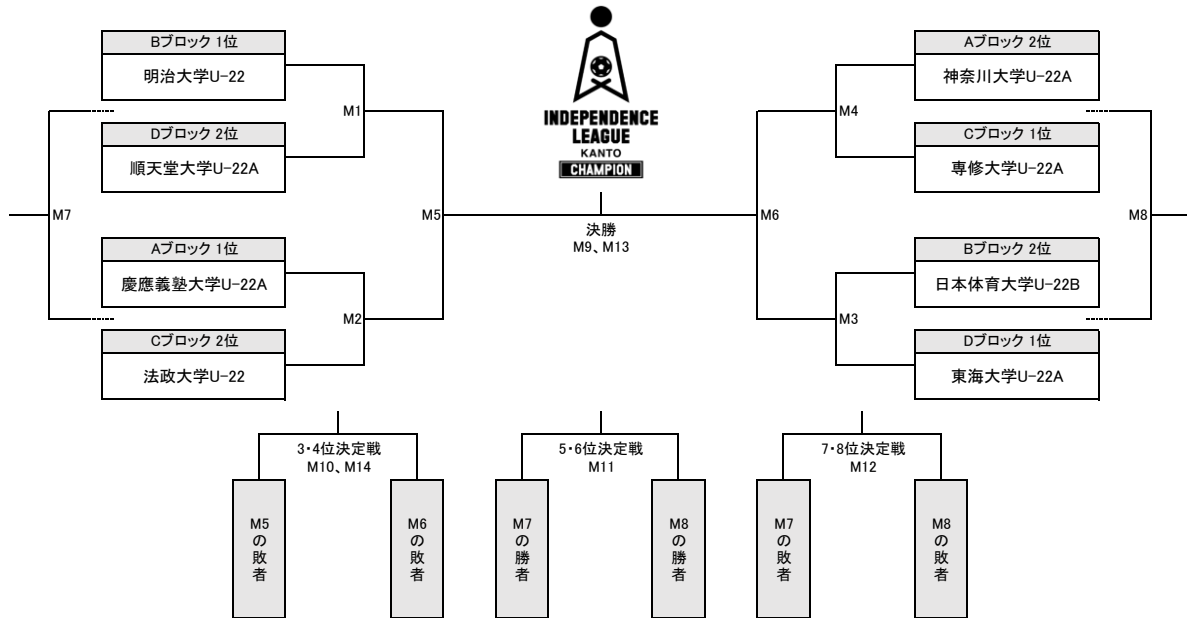 Bブロック 1位
明治大学U-22
Dブロック 2位
順天堂大学U-22A
Aブロック 1位
慶應義塾大学U-22A
Cブロック 2位
法政大学U-22
M1
M2
M7
M5
INDEPENDENCE
LEAGUE
KANTO
CHAMPION
決勝
M9、M13
Aブロック 2位
神奈川大学U-22A
Cブロック 1位
専修大学U-22A
Bブロック 2位
日本体育大学U-22B
Dブロック 1位
東海大学U-22A
M4
M3
M6
M8
3・4位決定戦
M10、M14
M5の敗者
M6の敗者
5・6位決定戦
M11
M7の勝者
M8の勝者
7・8位決定戦
M12
M7の敗者
M8の敗者